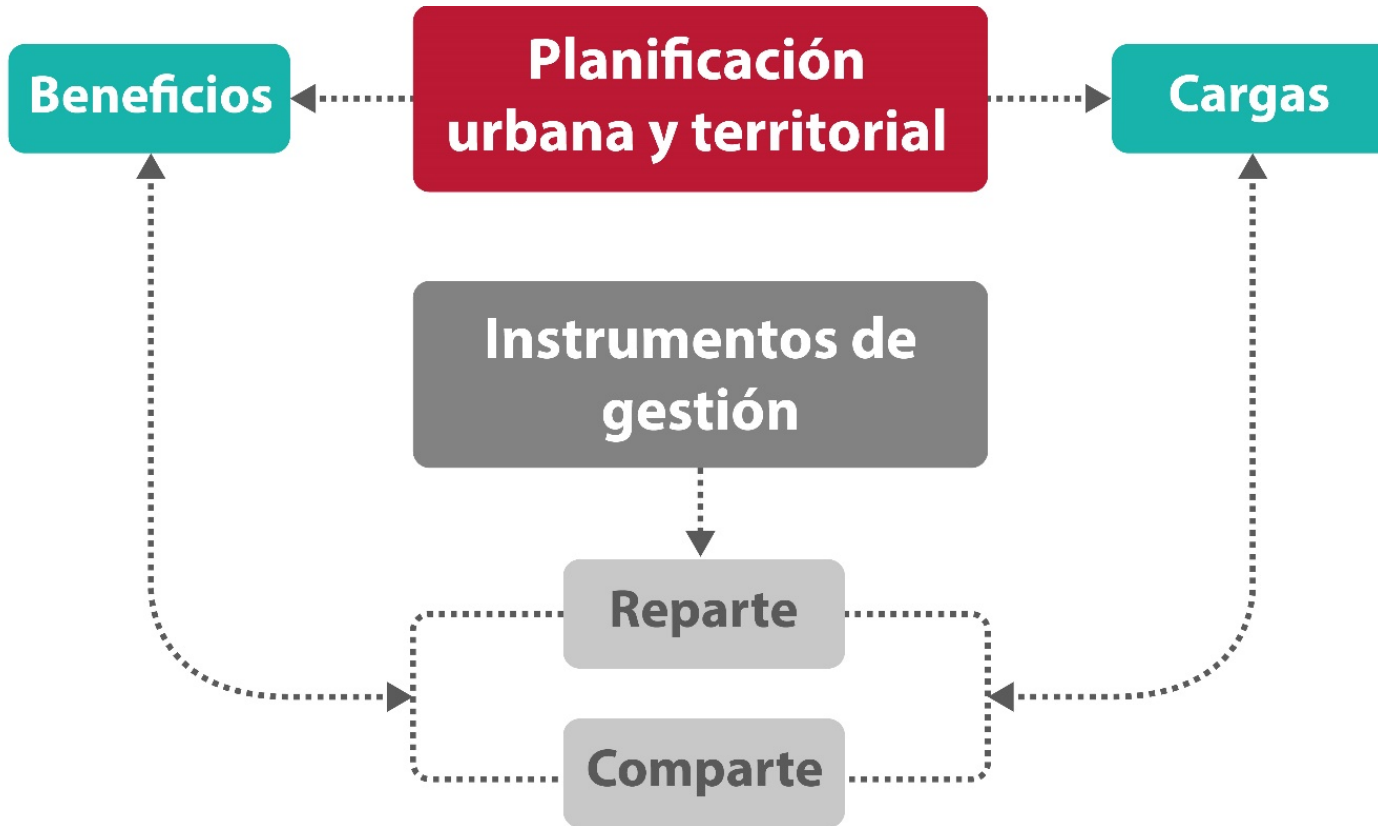 Beneficios
Planificación
urbana y territorial
Cargas
Instrumentos de
gestión
Reparte
Comparte